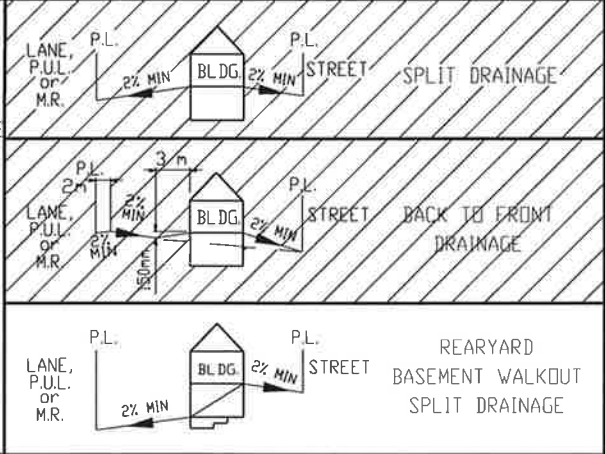 P.L.
P.L.
LANE,
P.U.L.
or
M.R.
2% MIN
BLDG.
2% MIN
STREET
SPLIT DRAINAGE
3 m
P.L.
2m
2%
MIN
P.L.
LANE,
P.U.L.
or
M.R.
2%
MIN
150mm
BLDG.
2% MIN
STREET
BACK TO FRONT
DRAINAGE
P.L.
P.L.
LANE,
P.U.L.
or
M.R.
2% MIN
BLDG.
2% MIN
STREET
REARYARD
BASEMENT WALKOUT
SPLIT DRAINAGE